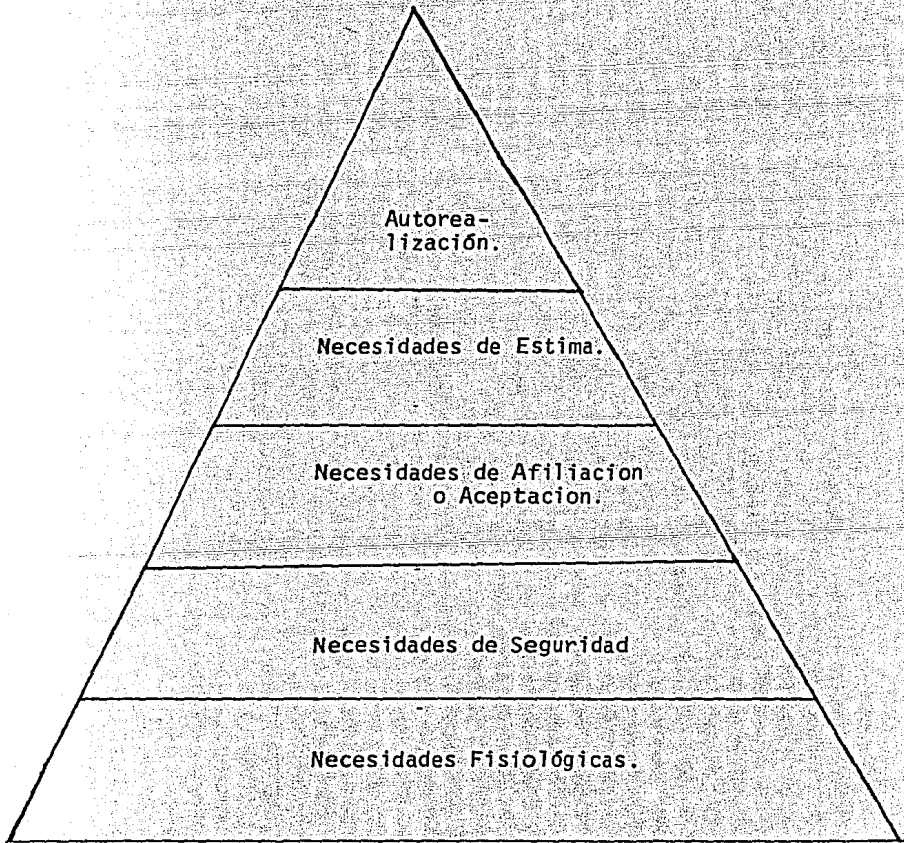 Autorea-
lización.
Necesidades de Estima.
Necesidades de Afiliacion
o Aceptacion.
Necesidades de Seguridad
Necesidades Fisiológicas.